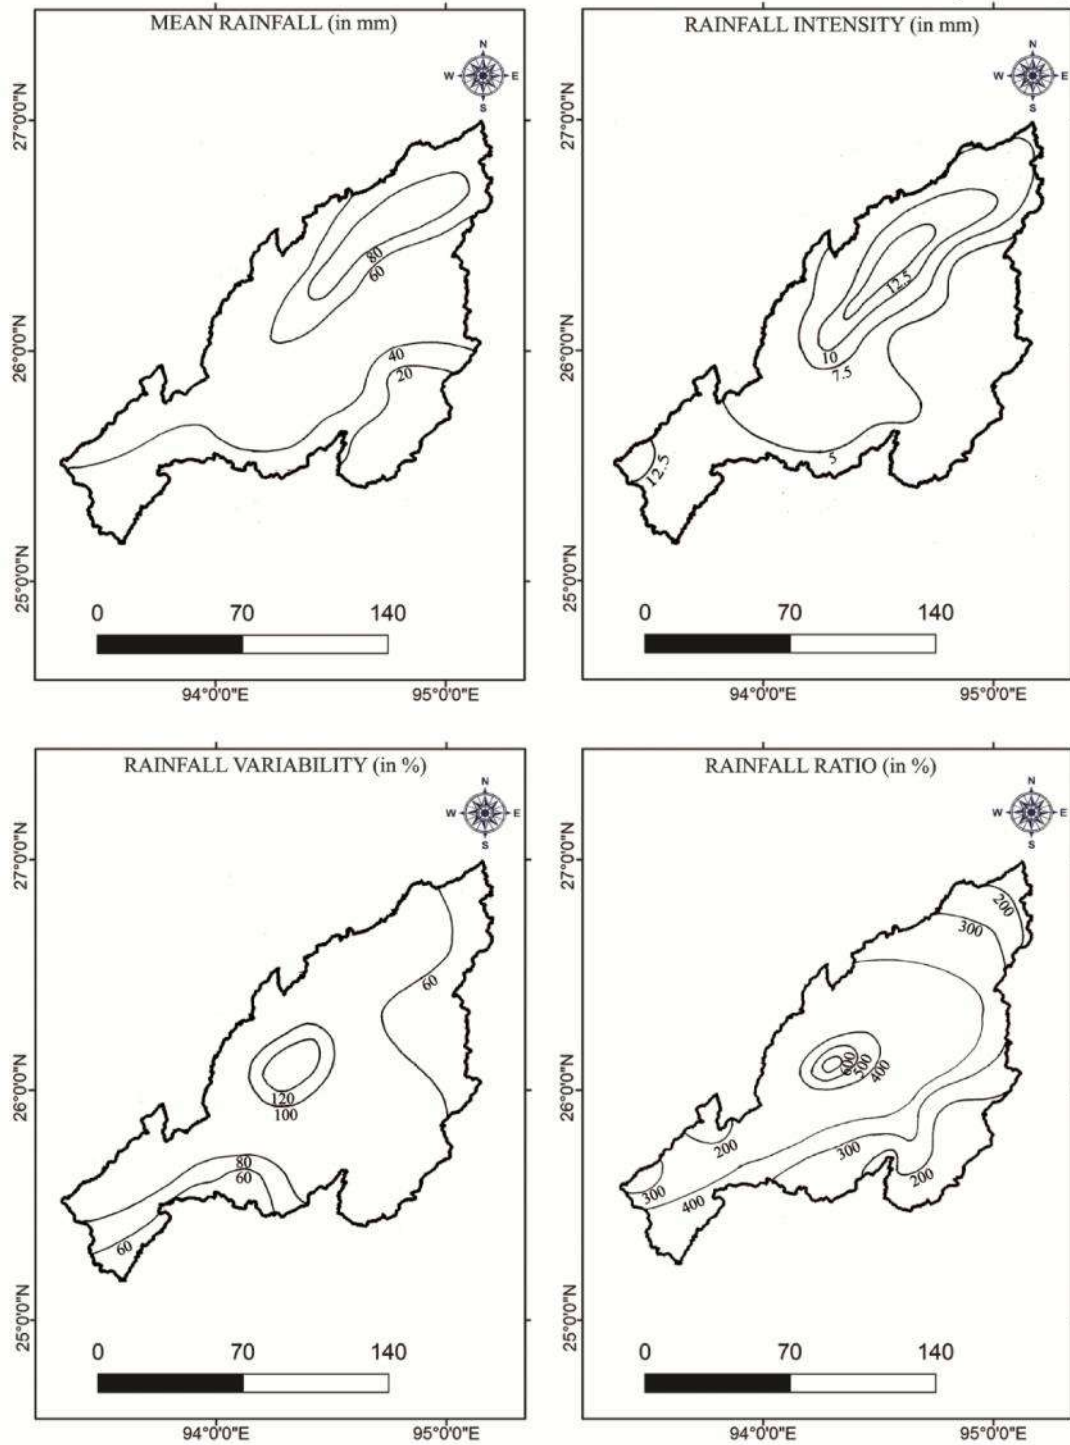 MEAN RAINFALL (in mm)
N
W E
S
27°0'0"N
26°0'0"N
25°0'0"N
80
60
40
20
0 70 140
94°0'0"E 95°0'0"E
RAINFALL INTENSITY (in mm)
N
W E
S
27°0'0"N
26°0'0"N
25°0'0"N
12.5
10
7.5
5
12.5
0 70 140
94°0'0"E 95°0'0"E
RAINFALL VARIABILITY (in %)
N
W E
S
27°0'0"N
26°0'0"N
25°0'0"N
60
120
100
80
60
60
0 70 140
94°0'0"E 95°0'0"E
RAINFALL RATIO (in %)
N
W E
S
27°0'0"N
26°0'0"N
25°0'0"N
200
300
600
500
400
200
300
200
300
400
0 70 140
94°0'0"E 95°0'0"E